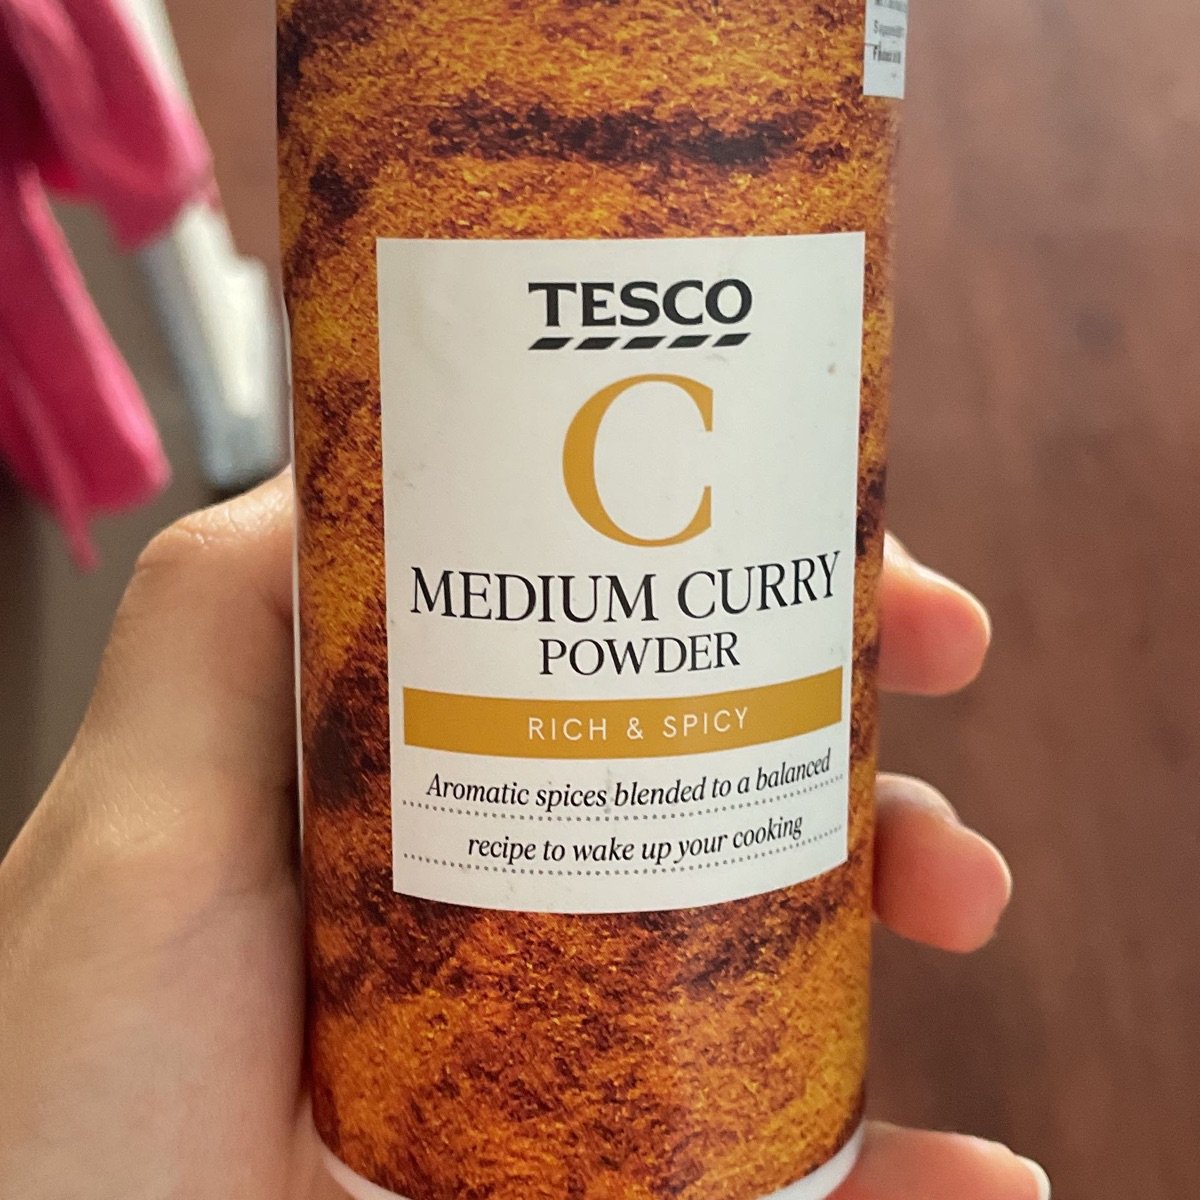 TESCO
C
MEDIUM CURRY
POWDER
RICH & SPICY
Aromatic spices blended to a balanced
recipe to wake up your cooking